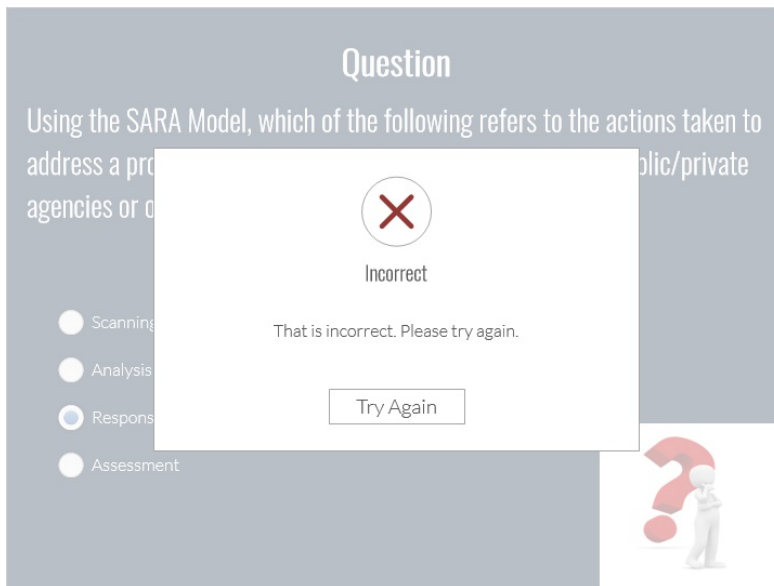 Question
Using the SARA Model, which of the following refers to the actions taken to
address a pro blic/private
agencies or o
Incorrect
That is incorrect. Please try again.
Try Again
Scanning
Analysis
Respons
Assessment